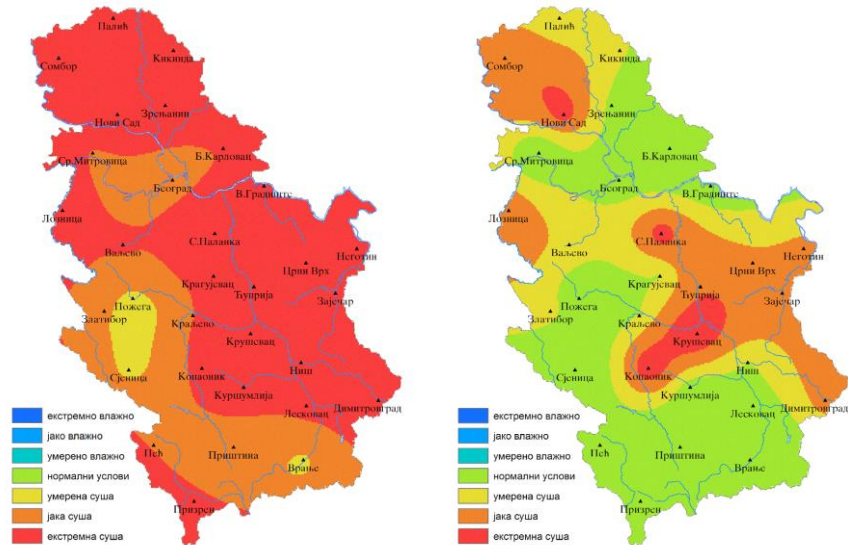 Палић
Кикинда
Сомбор
Зрењанин
Нови Сад
Б.Карловац
Ср.Митровица
Београд
В.Градиште
Лозница
С.Паланка
Ваљево
Неготин
Црни Врх
Крагујевац
Ћуприја
Зајечар
Пожега
Златибор
Краљево
Крушевац
Ниш
Сјеница
Копаоник
Куршумлија
Димитровград
Лесковац
Пећ
Приштина
Врање
Призрен
екстремно влажно
јако влажно
умерено влажно
нормални услови
умерена суша
јака суша
екстремна суша
Палић
Кикинда
Сомбор
Зрењанин
Нови Сад
Б.Карловац
Ср.Митровица
Београд
В.Градиште
Лозница
С.Паланка
Ваљево
Неготин
Црни Врх
Крагујевац
Ћуприја
Зајечар
Пожега
Златибор
Краљево
Крушевац
Ниш
Сјеница
Копаоник
Куршумлија
Димитровград
Лесковац
Пећ
Приштина
Врање
Призрен
екстремно влажно
јако влажно
умерено влажно
нормални услови
умерена суша
јака суша
екстремна суша